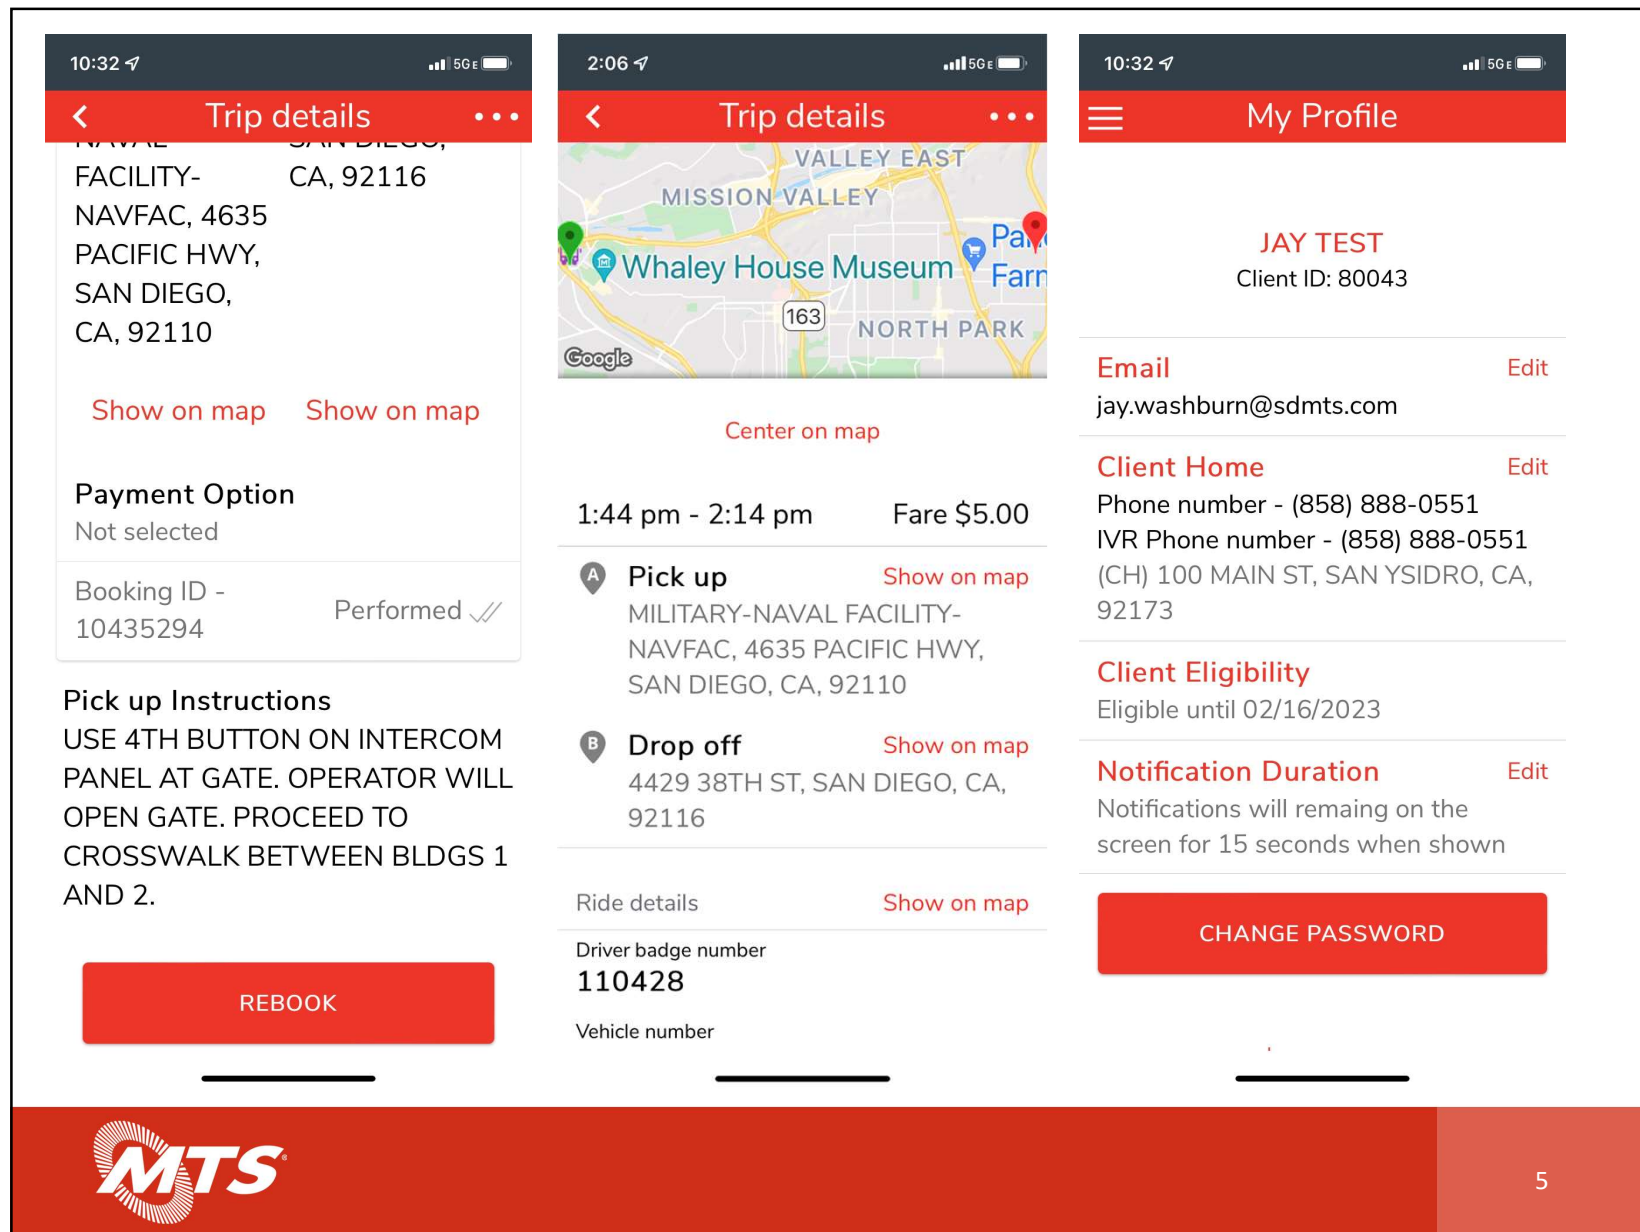 10:32
5GE
Trip details
FACILITY-
NAVFAC, 4635
PACIFIC HWY,
SAN DIEGO,
CA, 92110
SAN DIEGO,
CA, 92116
Show on map
Show on map
Payment Option
Not selected
Booking ID -
10435294
Performed
Pick up Instructions
USE 4TH BUTTON ON INTERCOM
PANEL AT GATE. OPERATOR WILL
OPEN GATE. PROCEED TO
CROSSWALK BETWEEN BLDGS 1
AND 2.
REBOOK
2:06
5GE
Trip details
VALLEY EAST
MISSION VALLEY
Whaley House Museum
Farm
163
NORTH PARK
Google
Center on map
1:44 pm - 2:14 pm
Fare $5.00
A
Pick up
Show on map
MILITARY-NAVAL FACILITY-
NAVFAC, 4635 PACIFIC HWY,
SAN DIEGO, CA, 92110
B
Drop off
Show on map
4429 38TH ST, SAN DIEGO, CA,
92116
Ride details
Show on map
Driver badge number
110428
Vehicle number
10:32
5GE
My Profile
JAY TEST
Client ID: 80043
Email
Edit
jay.washburn@sdmts.com
Client Home
Edit
Phone number - (858) 888-0551
IVR Phone number - (858) 888-0551
(CH) 100 MAIN ST, SAN YSIDRO, CA,
92173
Client Eligibility
Eligible until 02/16/2023
Notification Duration
Edit
Notifications will remaing on the
screen for 15 seconds when shown
CHANGE PASSWORD
MTS
5